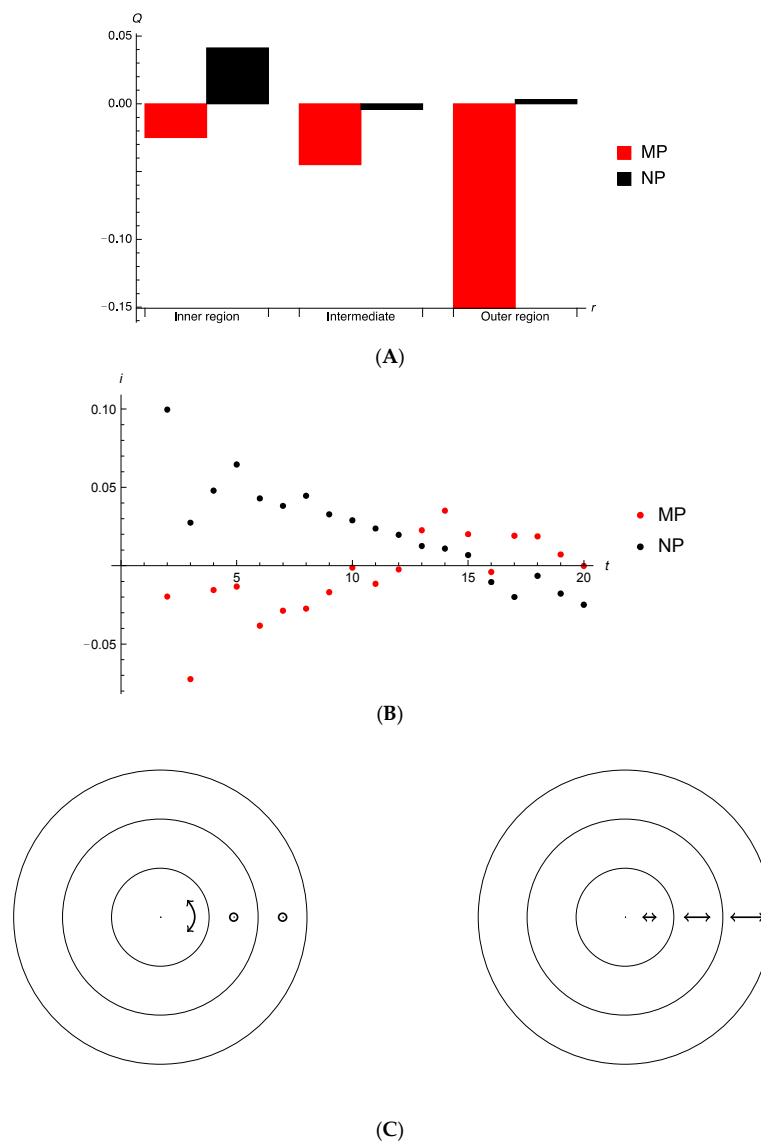 Q
0.05
0.00
−0.10
−0.15
Inner region Intermediate Outer region r
MP
NP
(A)
i
0.10
0.05
−0.05
5 10 15 20 t
MP
NP
(B)
(C)